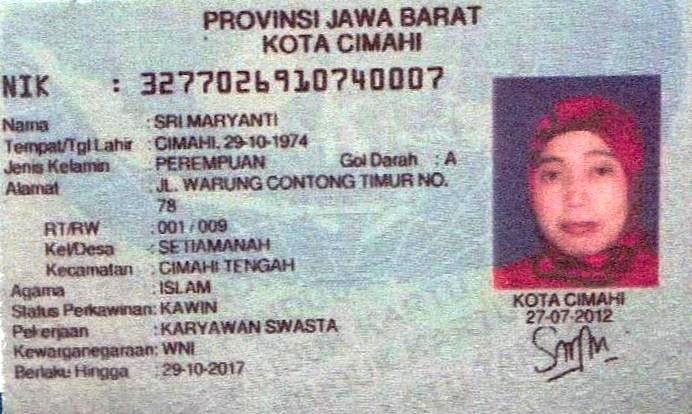 PROVINSI JAWA BARAT
KOTA CIMAHI
NIK : 3277026910740007
Nama : SRI MARYANTI
Tempat/Tgl Lahir : CIMAHI, 29-10-1974
Jenis Kelamin : PEREMPUAN Gol Darah : A
Alamat : JL. WARUNG CONTONG TIMUR NO.
78
RT/RW : 001 / 009
Kel/Desa : SETIAMANAH
Kecamatan : CIMAHI TENGAH
Agama : ISLAM
Status Perkawinan: KAWIN
Pekerjaan : KARYAWAN SWASTA
Kewarganegaraan: WNI
Berlaku Hingga : 29-10-2017
KOTA CIMAHI
27-07-2012